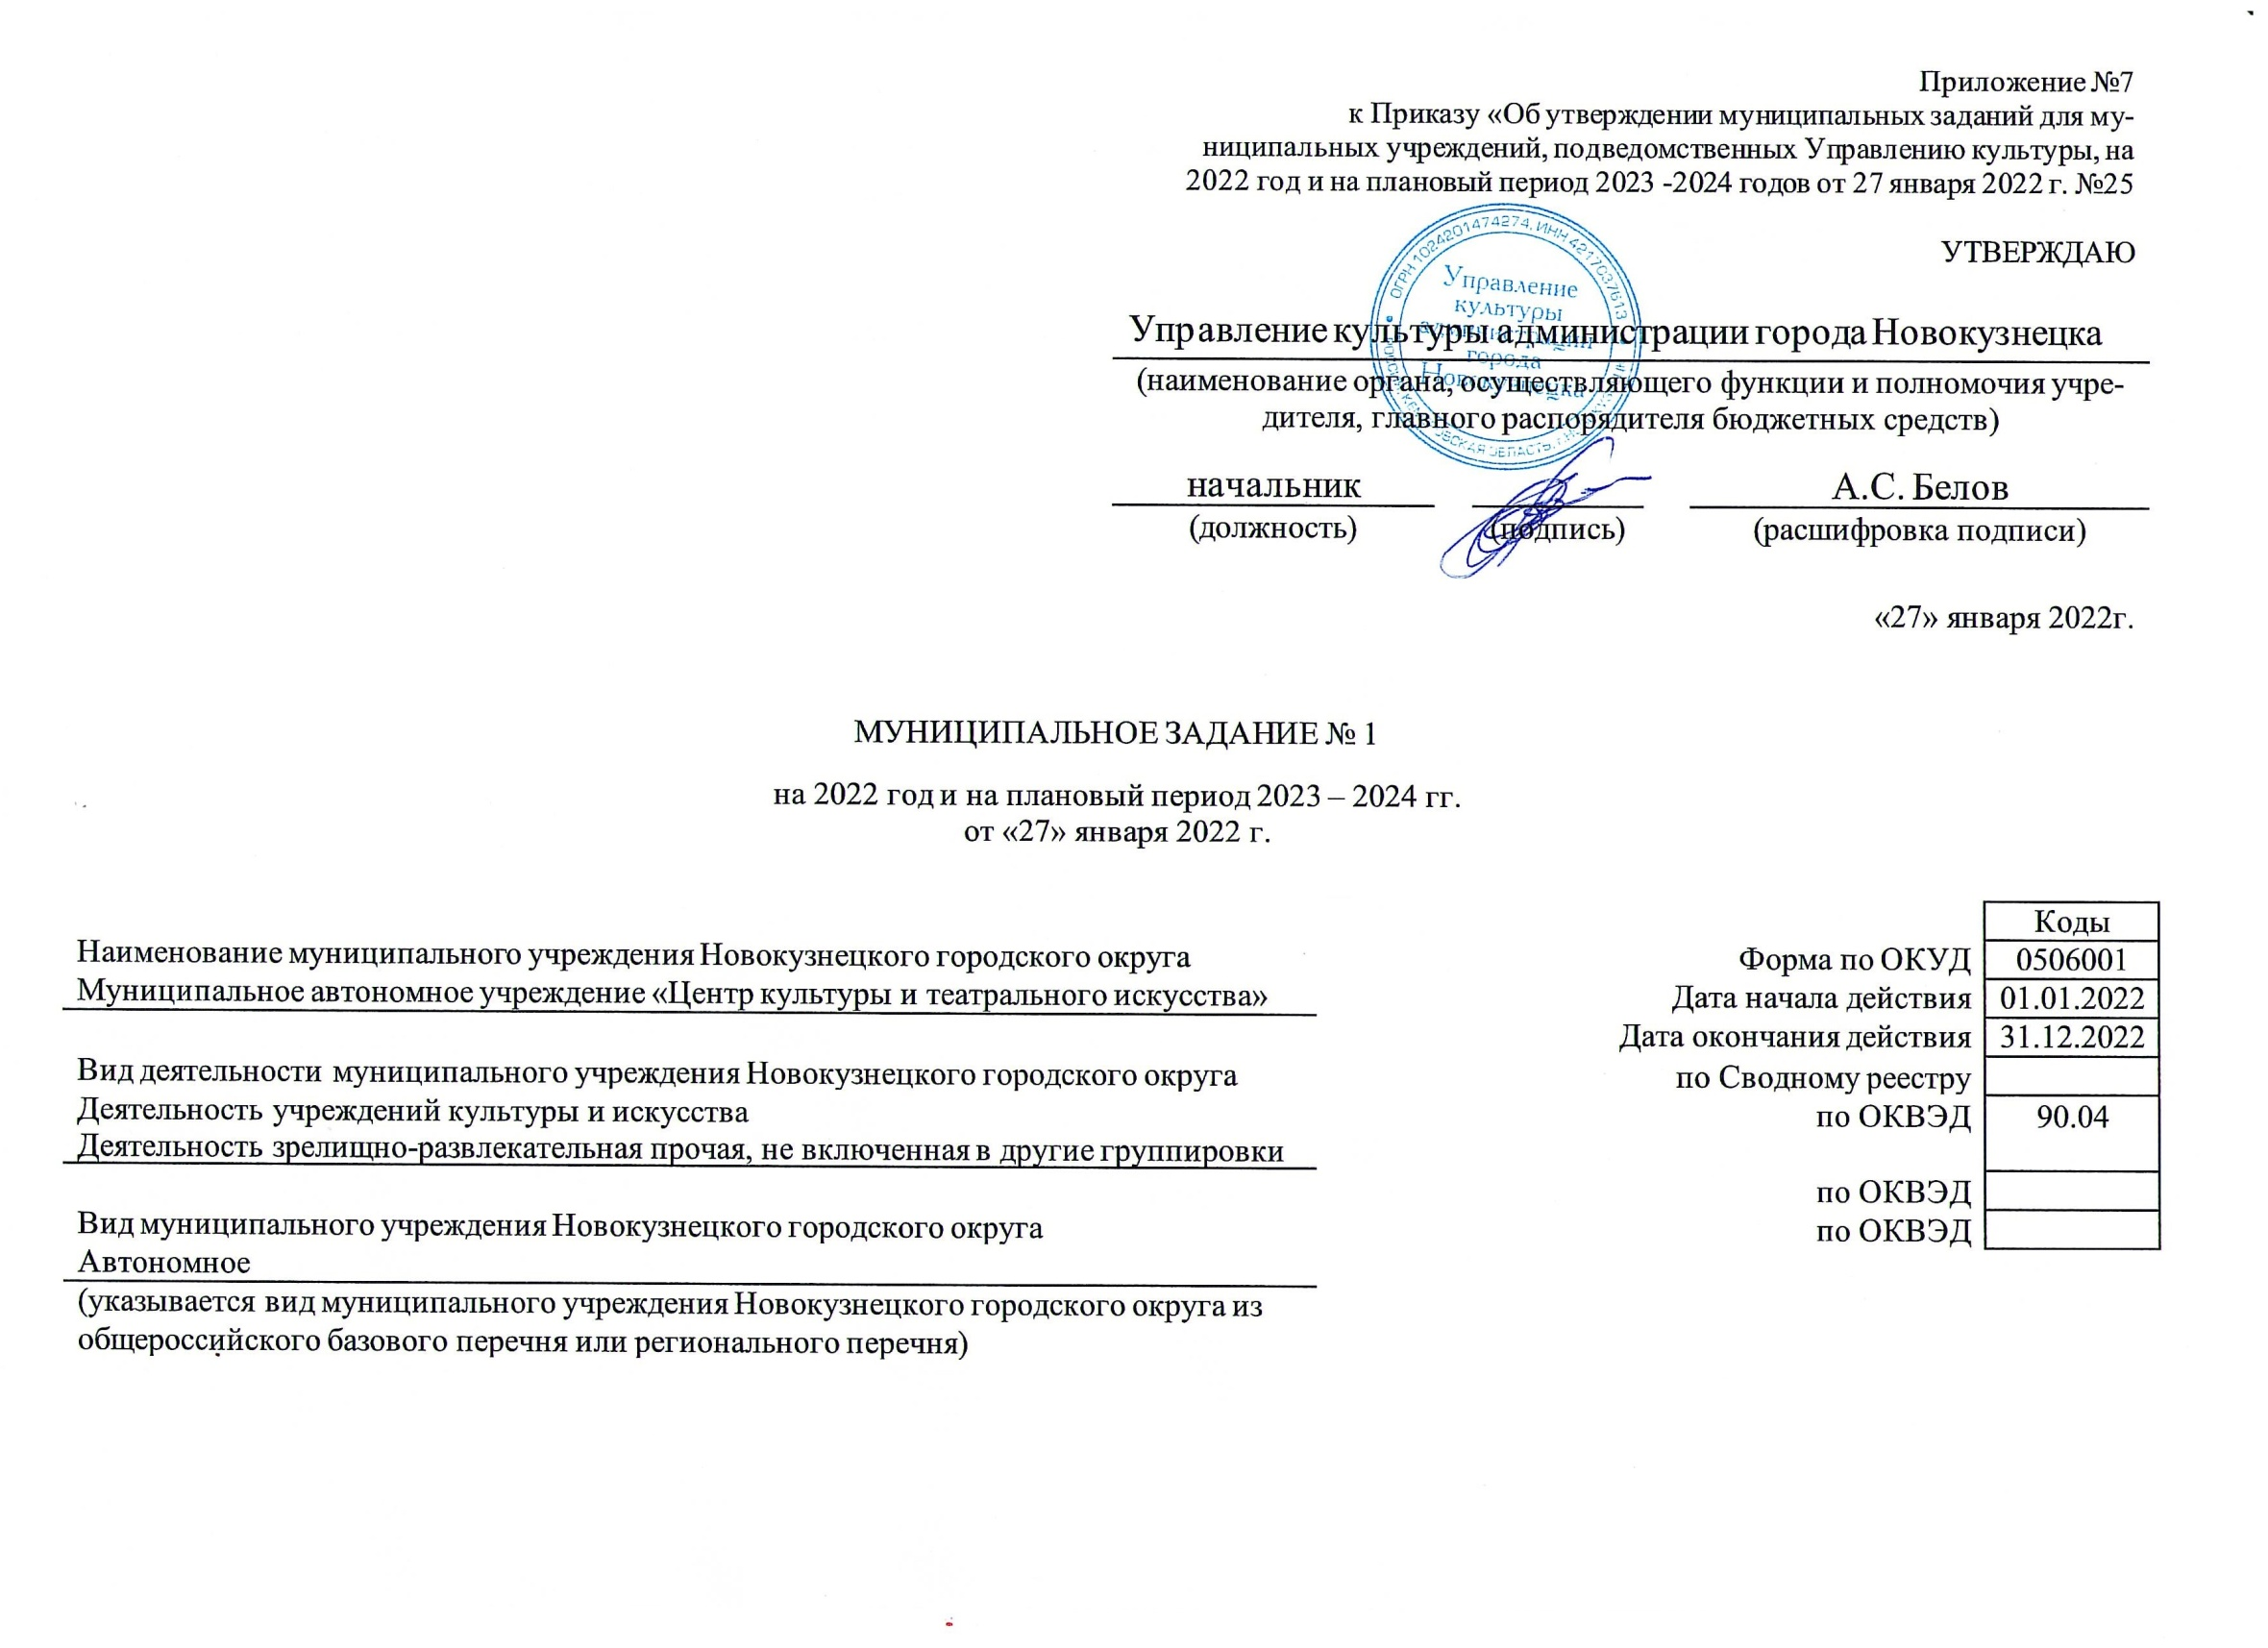 Приложение №7
к Приказу «Об утверждении муниципальных заданий для му-
ниципальных учреждений, подведомственных Управлению культуры, на
2022 год и на плановый период 2023 -2024 годов от 27 января 2022 г. №25
ОГРН 1024201474274, ИНН 4217037613
УТВЕРЖДАЮ
Управление
культуры
администрации
города
Новокузнецка
Управление культуры администрации города Новокузнецка
(наименование органа, осуществляющего функции и полномочия учре-
дителя, главного распорядителя бюджетных средств)
начальник А.С. Белов
(должность) (подпись) (расшифровка подписи)
«27» января 2022г.
МУНИЦИПАЛЬНОЕ ЗАДАНИЕ № 1
на 2022 год и на плановый период 2023 – 2024 гг.
от «27» января 2022 г.
Коды
Наименование муниципального учреждения Новокузнецкого городского округа Форма по ОКУД 0506001
Муниципальное автономное учреждение «Центр культуры и театрального искусства» Дата начала действия 01.01.2022
Дата окончания действия 31.12.2022
Вид деятельности муниципального учреждения Новокузнецкого городского округа по Сводному реестру
Деятельность учреждений культуры и искусства по ОКВЭД 90.04
Деятельность зрелищно-развлекательная прочая, не включенная в другие группировки
по ОКВЭД
Вид муниципального учреждения Новокузнецкого городского округа по ОКВЭД
Автономное
(указывается вид муниципального учреждения Новокузнецкого городского округа из
общероссийского базового перечня или регионального перечня)